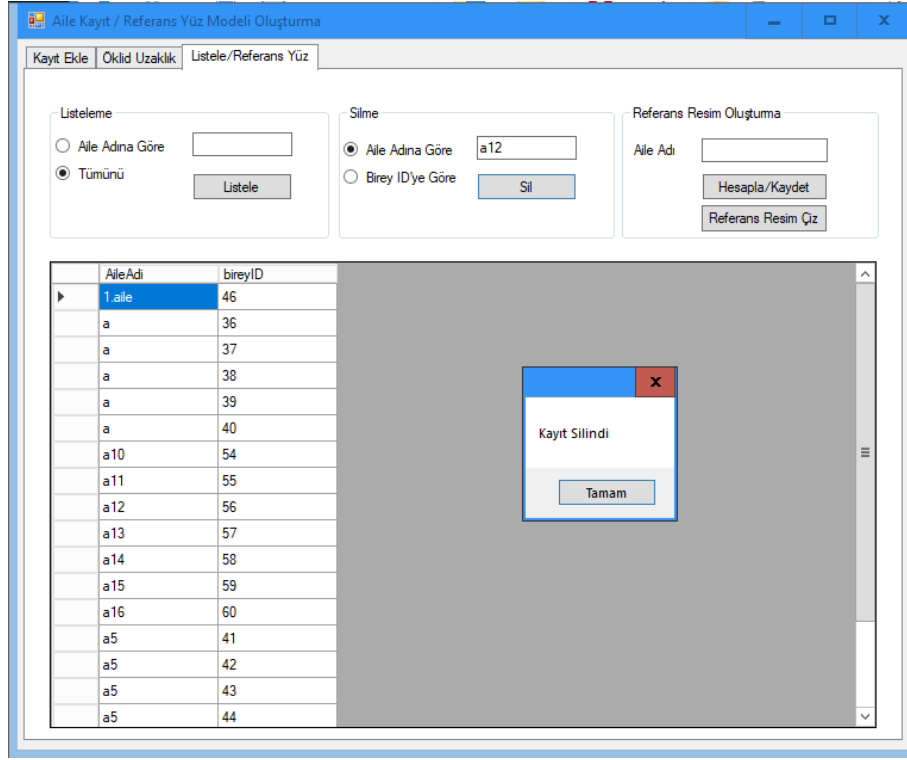 Aile Kayıt / Referans Yüz Modeli Oluşturma
Kayıt Ekle Öklid Uzaklık Listele/Referans Yüz
Listeleme
Aile Adına Göre
Tümünü
Listele
Silme
Aile Adına Göre a12
Birey ID'ye Göre
Sil
Referans Resim Oluşturma
Aile Adı
Hesapla/Kaydet
Referans Resim Çiz
AileAdi bireyID
1.aile 46
a 36
a 37
a 38
a 39
a 40
a10 54
a11 55
a12 56
a13 57
a14 58
a15 59
a16 60
a5 41
a5 42
a5 43
a5 44
x
Kayıt Silindi
Tamam